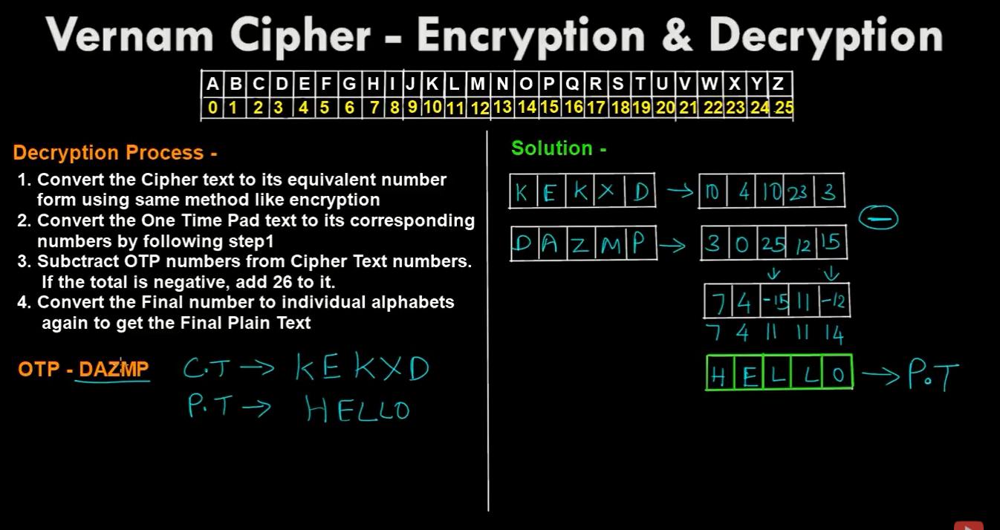 Vernam Cipher - Encryption & Decryption
A B C D E F G H I J K L M N O P Q R S T U V W X Y Z
0 1 2 3 4 5 6 7 8 9 10 11 12 13 14 15 16 17 18 19 20 21 22 23 24 25
Decryption Process -
1. Convert the Cipher text to its equivalent number
form using same method like encryption
2. Convert the One Time Pad text to its corresponding
numbers by following step1
3. Subctract OTP numbers from Cipher Text numbers.
If the total is negative, add 26 to it.
4. Convert the Final number to individual alphabets
again to get the Final Plain Text
OTP - DAZMP C.T → KEKXD
P.T → HELLO
Solution -
K E K X D → 10 4 10 23 3
−
D A Z M P → 3 0 25 12 15
↓ ↓
7 4 -15 11 -12
7 4 11 11 14
H E L L O → P.T